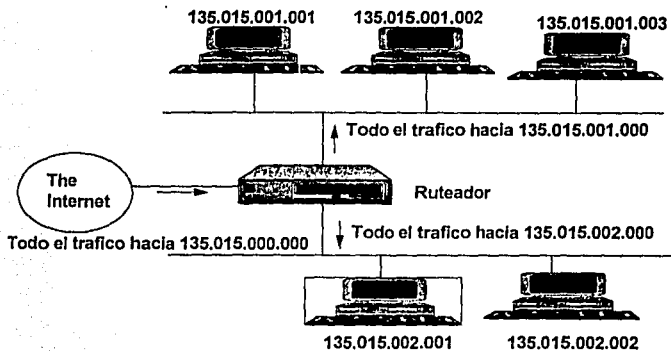 135.015.001.001
135.015.001.002
135.015.001.003
Todo el trafico hacia 135.015.001.000
The
Internet
Ruteador
Todo el trafico hacia 135.015.000.000
Todo el trafico hacia 135.015.002.000
135.015.002.001
135.015.002.002